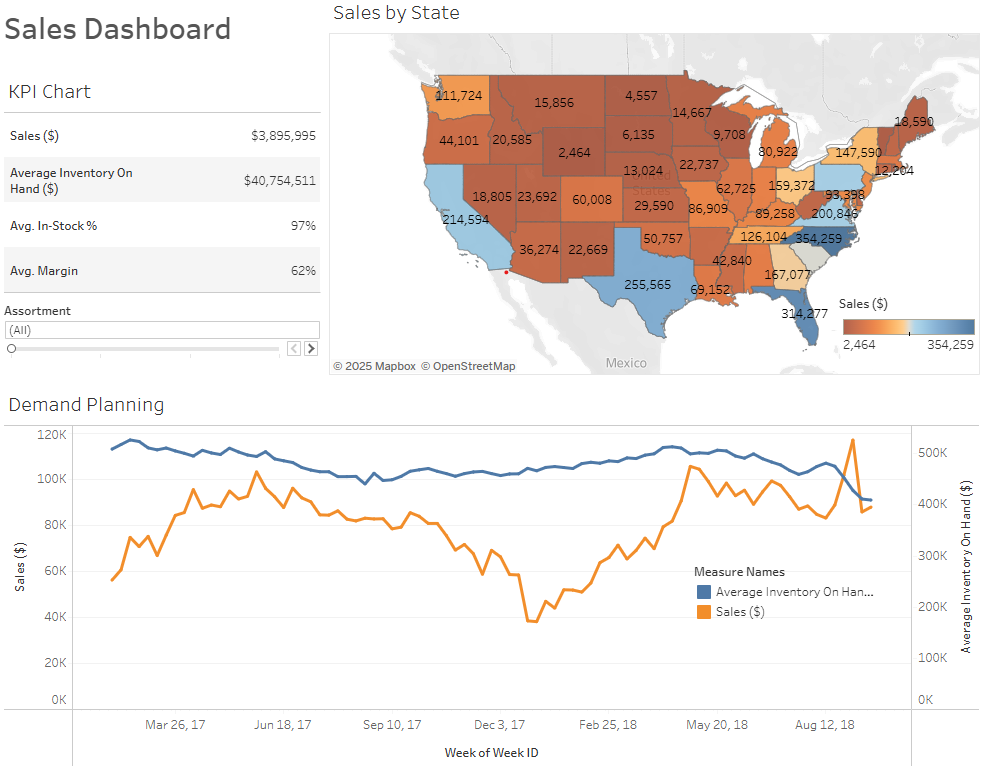 Sales Dashboard
KPI Chart
Sales ($) $3,895,995
Average Inventory On
Hand ($) $40,754,511
Avg. In-Stock % 97%
Avg. Margin 62%
Assortment
(All)
Sales by State
111,724
15,856
4,557
14,667
18,590
44,101
20,585
6,135
9,708
80,922
147,590
2,464
13,024
22,737
12,204
18,805
23,692
60,008
29,590
62,725
159,372
93,398
214,594
86,909
89,258
200,846
36,274
22,669
50,757
126,104
354,259
42,840
167,077
255,565
69,152
314,277
United
States
Mexico
© 2025 Mapbox © OpenStreetMap
Sales ($)
2,464 354,259
Demand Planning
120K
100K
80K
60K
40K
20K
0K
Sales ($)
500K
400K
300K
200K
100K
0K
Average Inventory On Hand ($)
Measure Names
Average Inventory On Han...
Sales ($)
Mar 26, 17 Jun 18, 17 Sep 10, 17 Dec 3, 17 Feb 25, 18 May 20, 18 Aug 12, 18
Week of Week ID